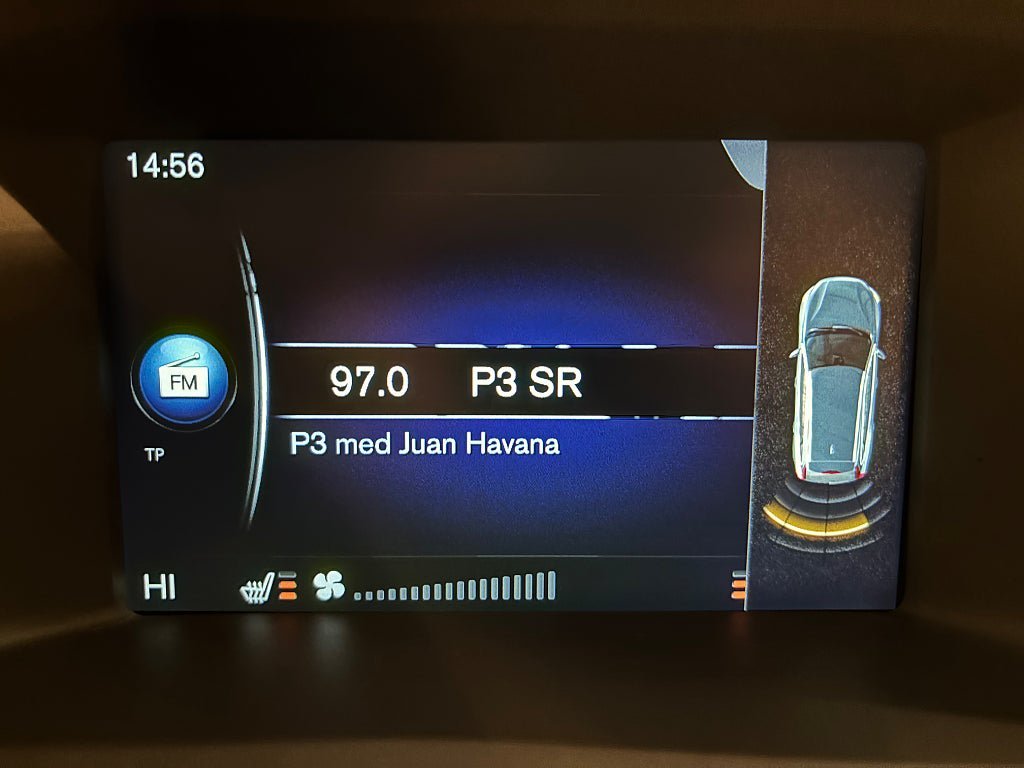 14:56
FM
97.0 P3 SR
TP
P3 med Juan Havana
HI